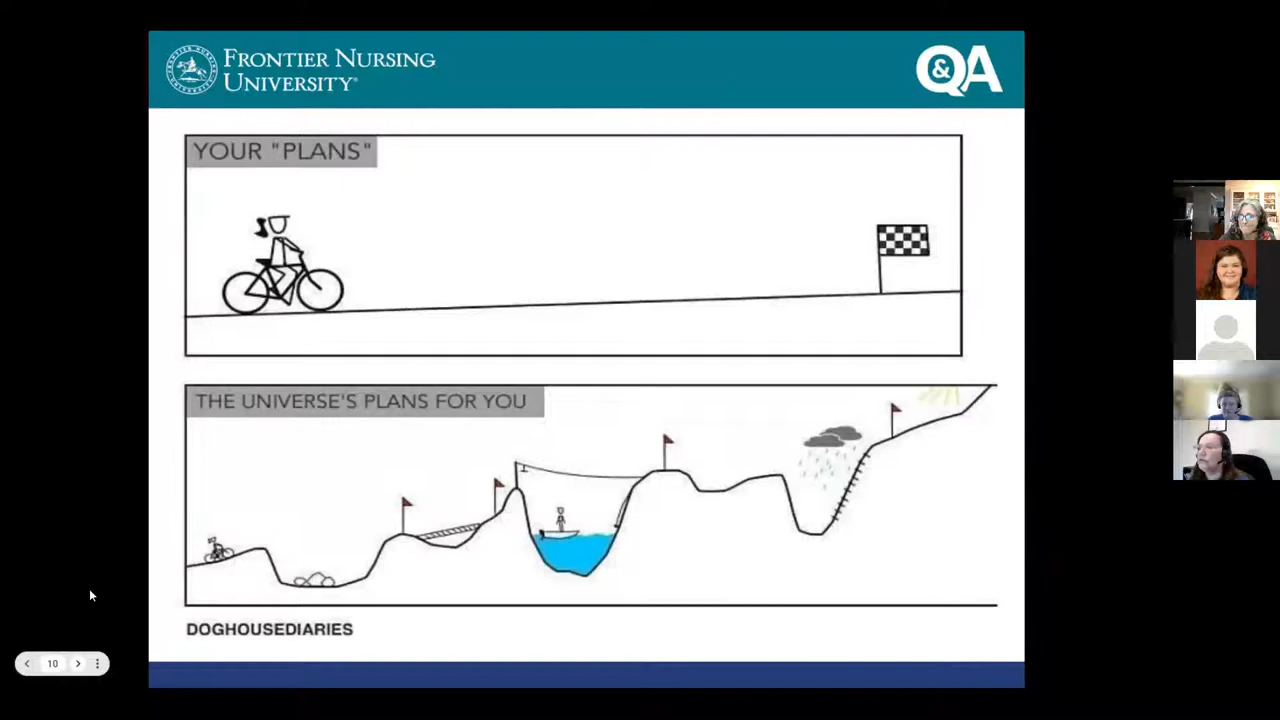 FRONTIER NURSING
UNIVERSITY®
Q&A
YOUR "PLANS"
THE UNIVERSE'S PLANS FOR YOU
DOGHOUSEDIARIES
10